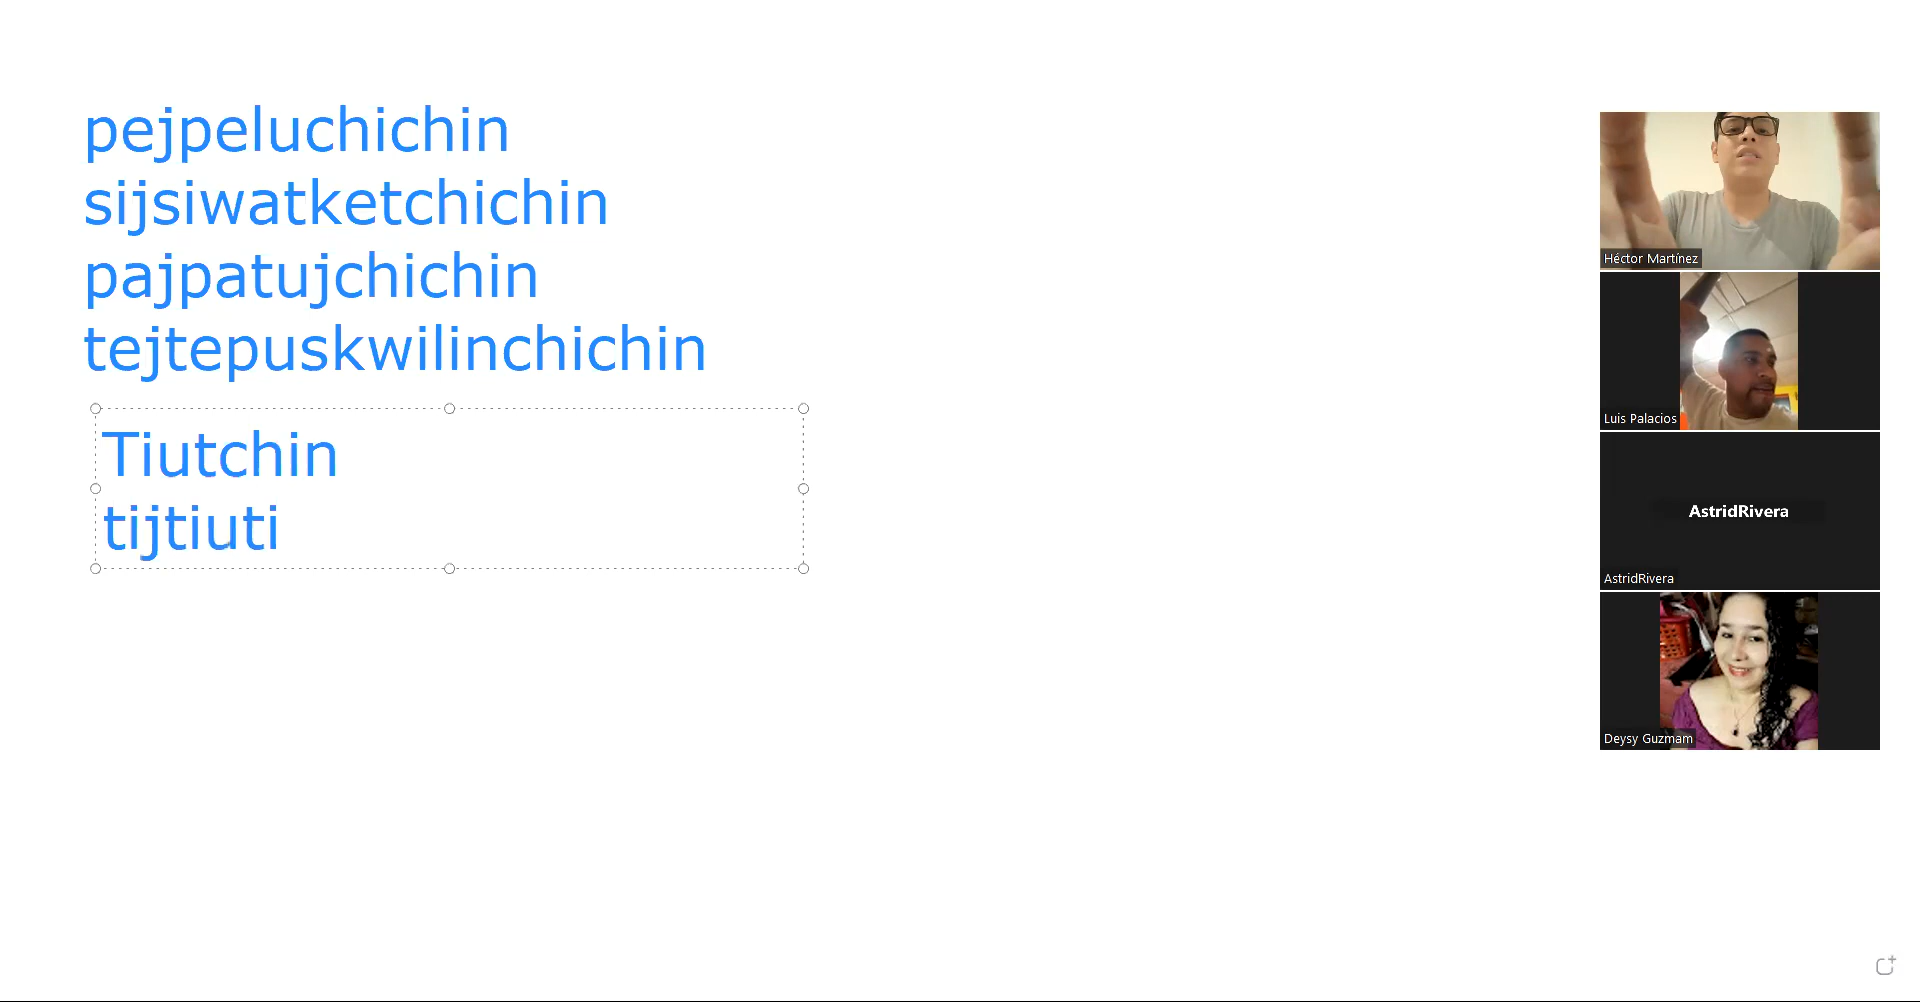 pejpeluchichin
sijsiwatketchichin
pajpatujchichin
tejtepuskwilinchichin
Tiutchin
tijtiuti
Héctor Martínez
Luis Palacios
AstridRivera
AstridRivera
Deysy Guzmam